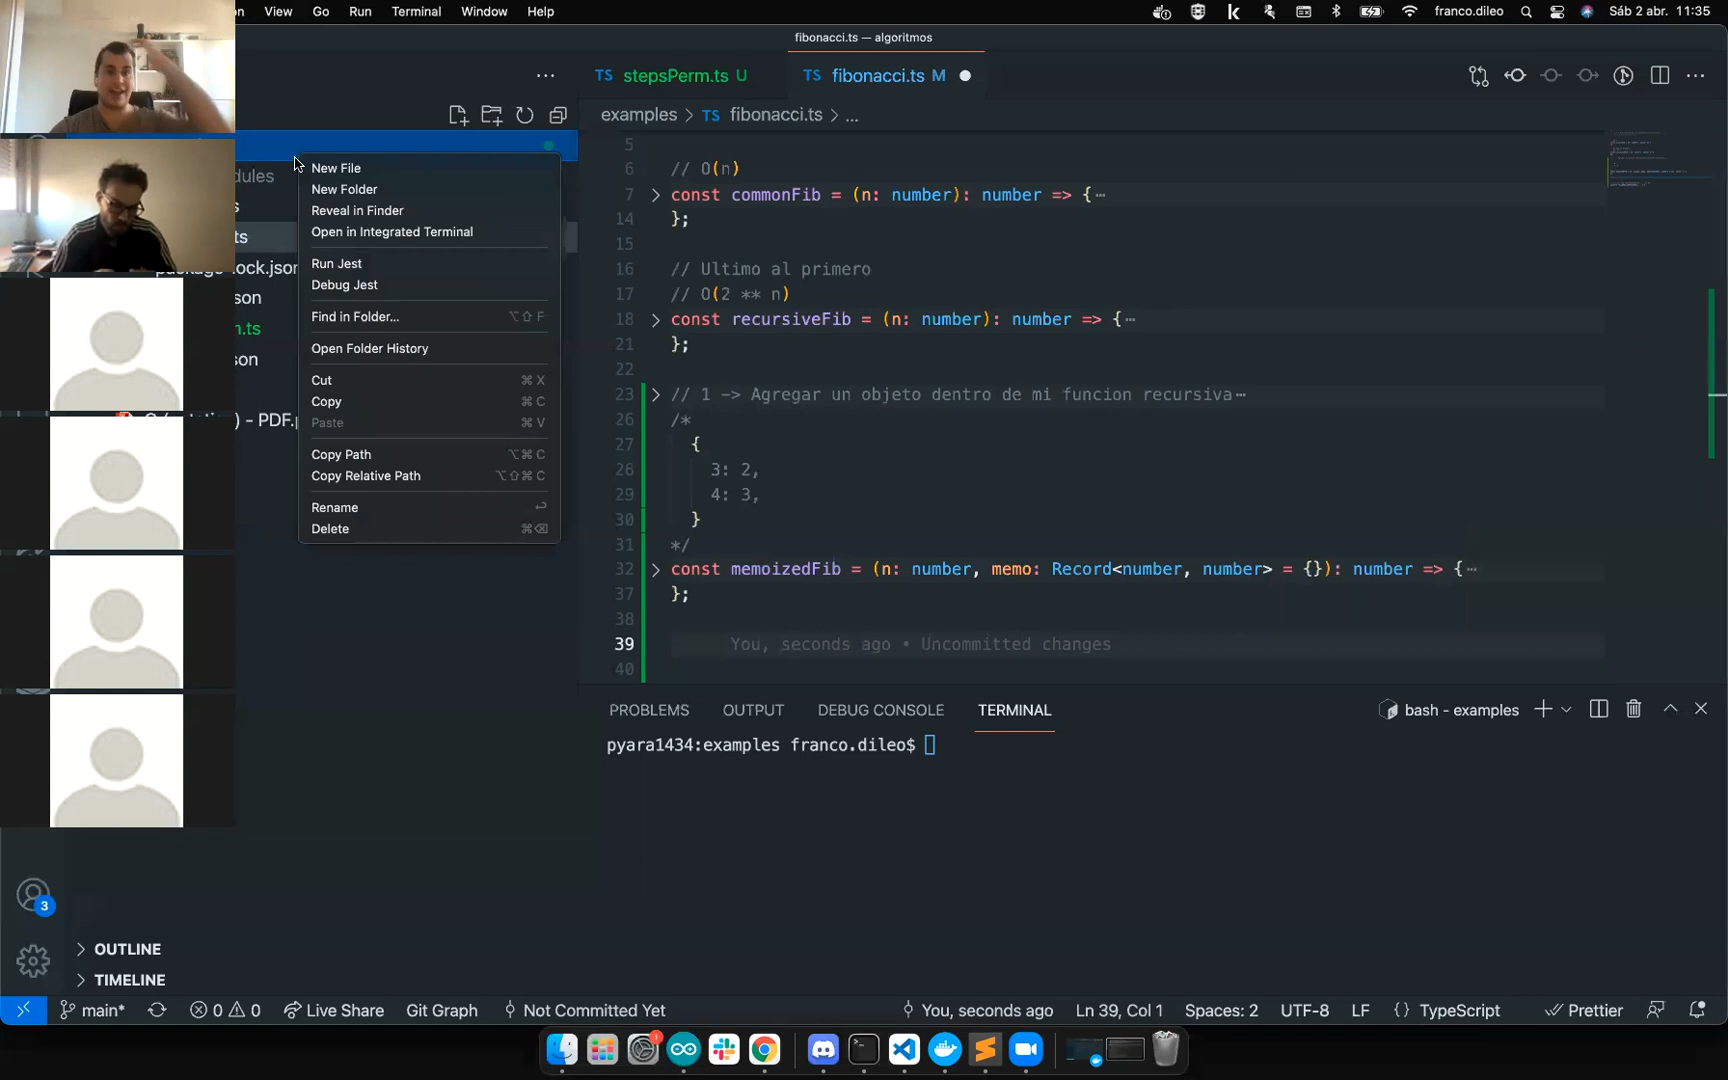 View Go Run Terminal Window Help
franco.dileo Sáb 2 abr. 11:35
fibonacci.ts — algoritmos
TS stepsPerm.ts U
TS fibonacci.ts M
examples > TS fibonacci.ts > ...
dules
ts
son
son
- PDF.
New File
New Folder
Reveal in Finder
Open in Integrated Terminal
Run Jest
Debug Jest
Find in Folder... ⌥⇧ F
Open Folder History
Cut ⌘ X
Copy ⌘ C
Paste ⌘ V
Copy Path ⌥⌘ C
Copy Relative Path ⌥⇧⌘ C
Rename
Delete ⌘⌫
5
6 // O(n)
7 const commonFib = (n: number): number => {…
14 };
15
16 // Ultimo al primero
17 // O(2 ** n)
18 const recursiveFib = (n: number): number => {…
21 };
22
23 // 1 -> Agregar un objeto dentro de mi funcion recursiva…
26 /*
27 {
28 3: 2,
29 4: 3,
30 }
31 */
32 const memoizedFib = (n: number, memo: Record<number, number> = {}): number => {…
37 };
38
39 You, seconds ago • Uncommitted changes
40
PROBLEMS OUTPUT DEBUG CONSOLE TERMINAL
bash - examples
pyara1434:examples franco.dileo$
3
OUTLINE
TIMELINE
main* 0 0 Live Share Git Graph Not Committed Yet You, seconds ago Ln 39, Col 1 Spaces: 2 UTF-8 LF {} TypeScript Prettier
1